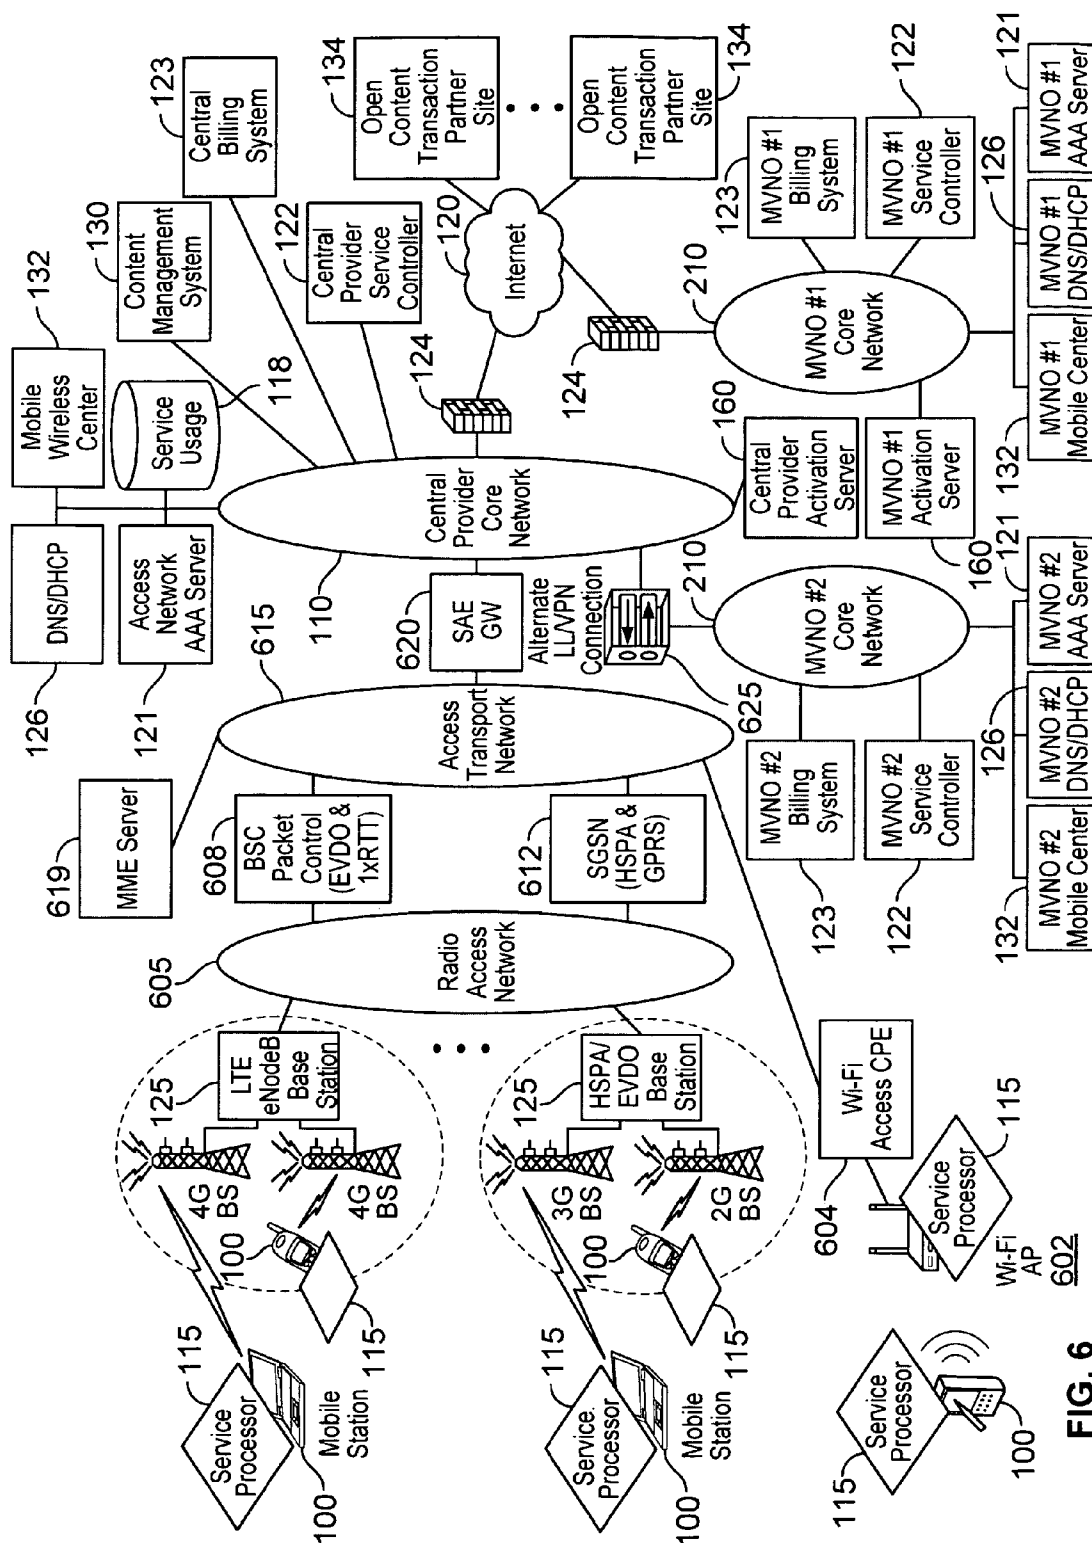 Service
Processor
115
Mobile
Station
100
100
115
4G
BS
4G
BS
125
LTE
eNodeB
Base
Station
Service
Processor
115
Mobile
Station
100
100
115
3G
BS
2G
BS
125
HSPA/
EVDO
Base
Station
Service
Processor
115
100
Service
Processor
115
Wi-Fi
AP
602
604
Wi-Fi
Access CPE
605
Radio
Access
Network
608
BSC
Packet
Control
(EVDO &
1xRTT)
612
SGSN
(HSPA &
GPRS)
619
MME Server
615
Access
Transport
Network
620
SAE
GW
Alternate
LL/VPN
Connection
625
110
Central
Provider
Core
Network
126
DNS/DHCP
121
Access
Network
AAA Server
Mobile
Wireless
Center
132
Service
Usage
118
Content
Management
System
130
Central
Billing
System
123
Central
Provider
Service
Controller
122
124
Internet
120
Open
Content
Transaction
Partner
Site
134
Open
Content
Transaction
Partner
Site
134
124
160
Central
Provider
Activation
Server
210
MVNO #2
Core
Network
MVNO #2
Billing
System
123
MVNO #2
Service
Controller
122
132
MVNO #2
Mobile Center
126
MVNO #2
DNS/DHCP
121
MVNO #2
AAA Server
210
MVNO #1
Core
Network
MVNO #1
Activation
Server
160
123
MVNO #1
Billing
System
MVNO #1
Service
Controller
122
132
MVNO #1
Mobile Center
126
MVNO #1
DNS/DHCP
121
MVNO #1
AAA Server
FIG. 6